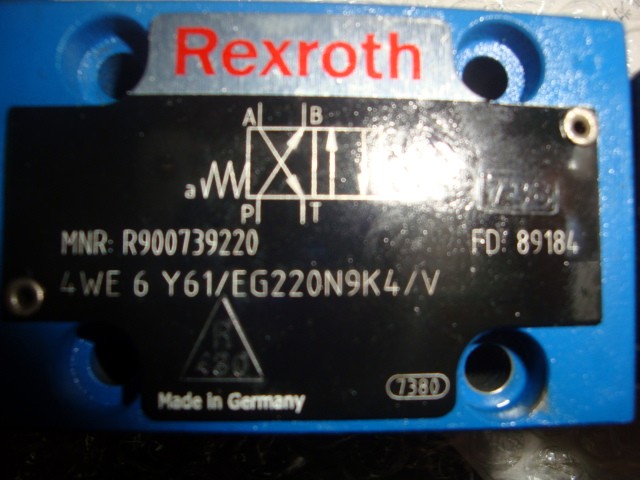 Rexroth
A B
a
P T
MNR: R900739220 FD: 89184
4WE 6 Y61/EG220N9K4/V
7380
Made in Germany